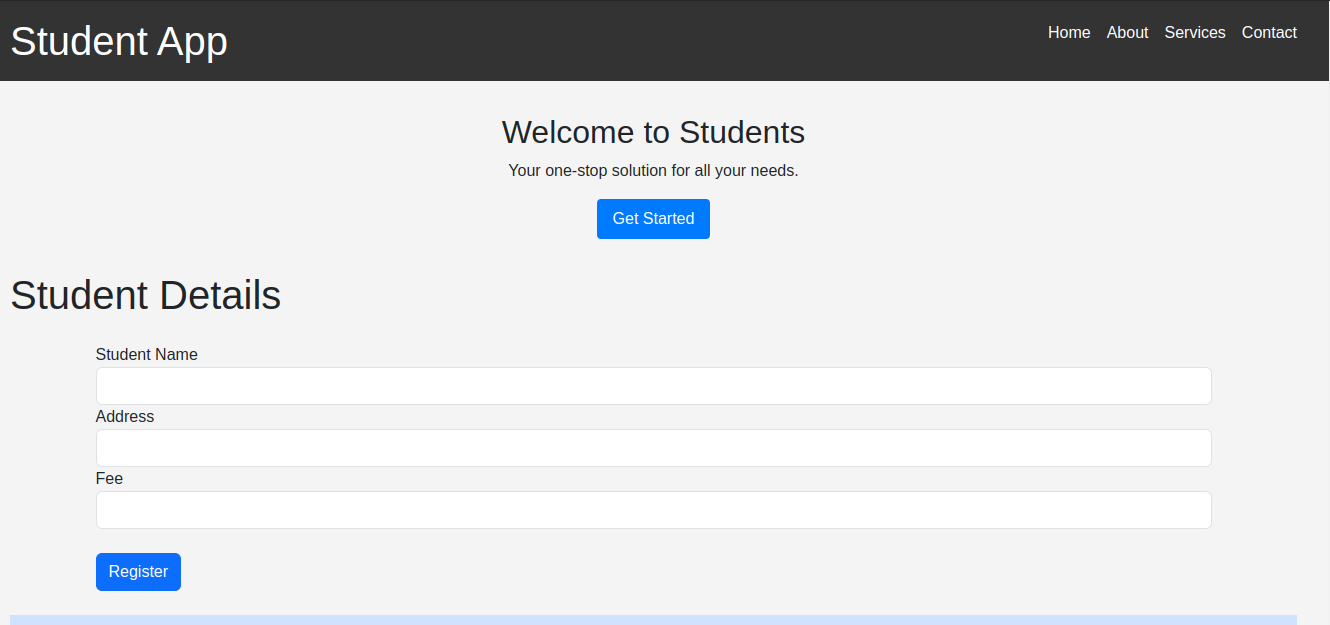 Student App
Home About Services Contact
Welcome to Students
Your one-stop solution for all your needs.
Get Started
Student Details
Student Name
Address
Fee
Register